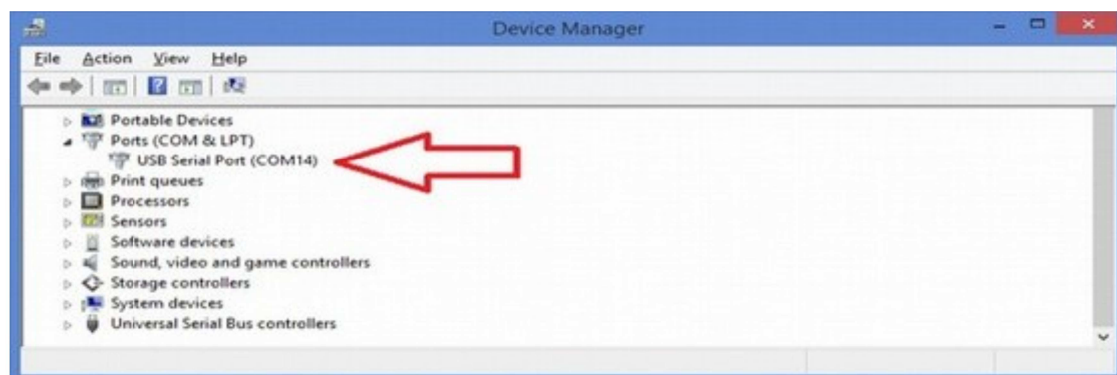 Device Manager
File Action View Help
Portable Devices
Ports (COM & LPT)
USB Serial Port (COM14)
Print queues
Processors
Sensors
Software devices
Sound, video and game controllers
Storage controllers
System devices
Universal Serial Bus controllers